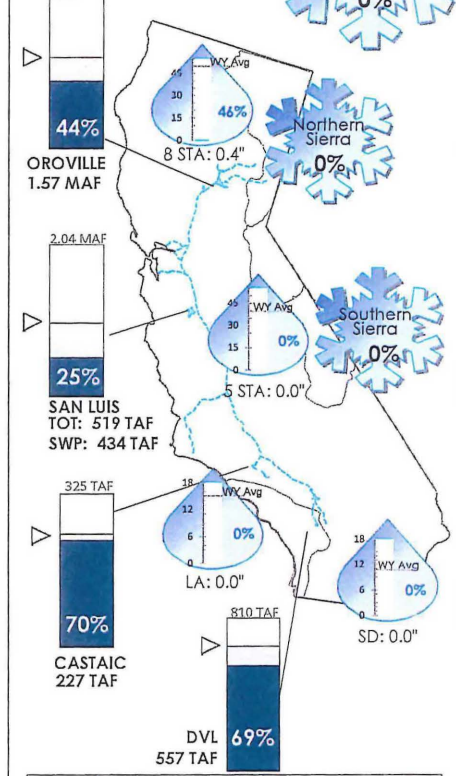 0%
WY Avg
45
30
15
0
46%
8 STA: 0.4"
44%
OROVILLE
1.57 MAF
Northern
Sierra
0%
2.04 MAF
25%
SAN LUIS
TOT: 519 TAF
SWP: 434 TAF
45
WY Avg
30
15
0
0%
5 STA: 0.0"
Southern
Sierra
0%
325 TAF
70%
CASTAIC
227 TAF
18
WY Avg
12
6
0
0%
LA: 0.0"
18
12
WY Avg
6
0
0%
SD: 0.0"
810 TAF
69%
DVL
557 TAF